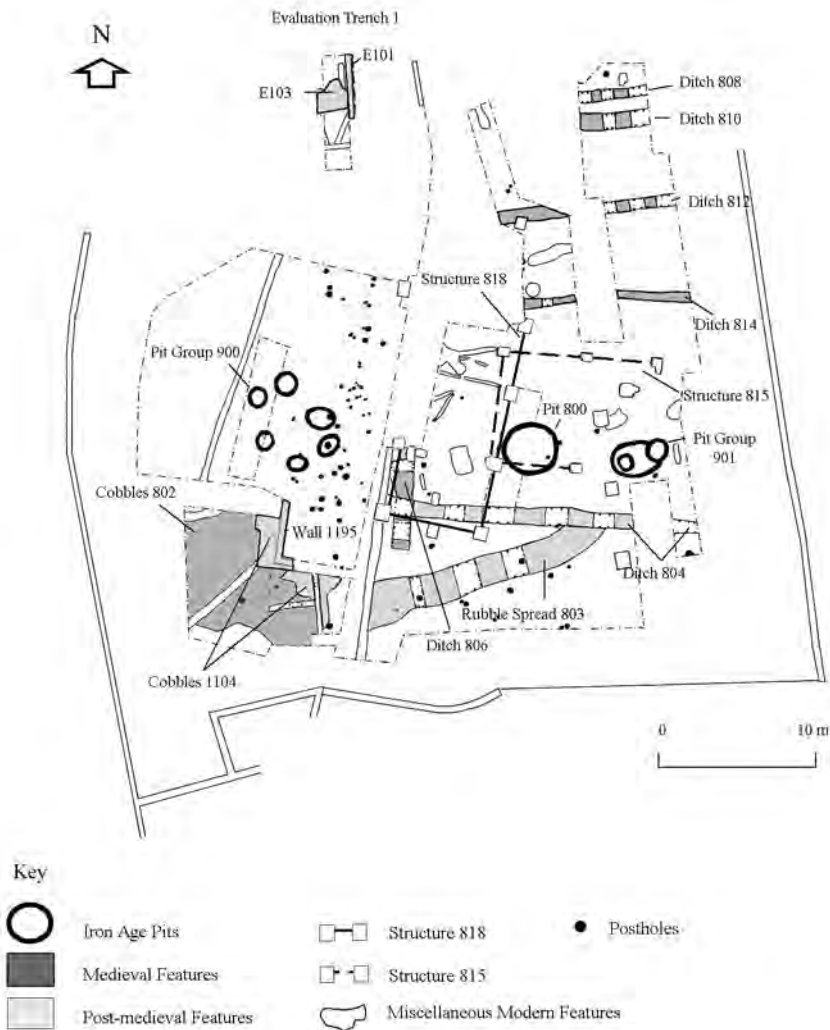 Evaluation Trench 1
N
E101
E103
Ditch 808
Ditch 810
Ditch 812
Structure 818
Ditch 814
Pit Group 900
Structure 815
Pit 800
Pit Group
901
Cobbles 802
Wall 1195
Ditch 804
Rubble Spread 803
Ditch 806
Cobbles 1104
0 10 m
Key
Iron Age Pits
Structure 818
Postholes
Medieval Features
Structure 815
Post-medieval Features
Miscellaneous Modern Features